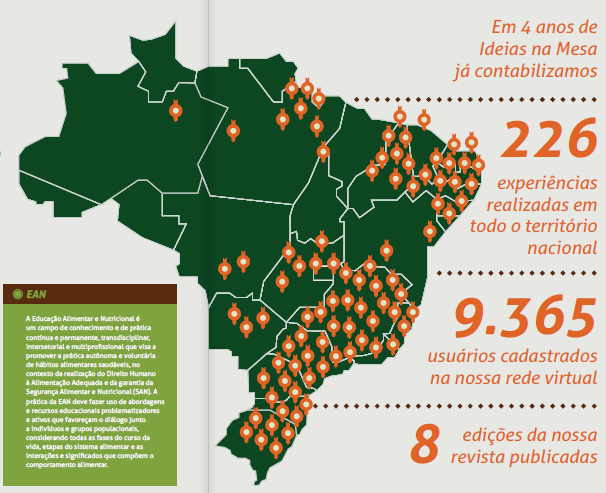 Em 4 anos de
Ideias na Mesa
já contabilizamos
226
experiências
realizadas em
todo o território
nacional
9.365
usuários cadastrados
na nossa rede virtual
8 edições da nossa
revista publicadas
EAN
A Educação Alimentar e Nutricional é
um campo de conhecimento e de prática
contínua e permanente, transdisciplinar,
intersetorial e multiprofissional que visa a
promover a prática autônoma e voluntária
de hábitos alimentares saudáveis, no
contexto da realização do Direito Humano
à Alimentação Adequada e da garantia da
Segurança Alimentar e Nutricional (SAN). A
prática da EAN deve fazer uso de abordagens
e recursos educacionais problematizadores
e ativos que favoreçam o diálogo junto
a indivíduos e grupos populacionais,
considerando todas as fases do curso da
vida, etapas do sistema alimentar e as
interações e significados que compõem o
comportamento alimentar.